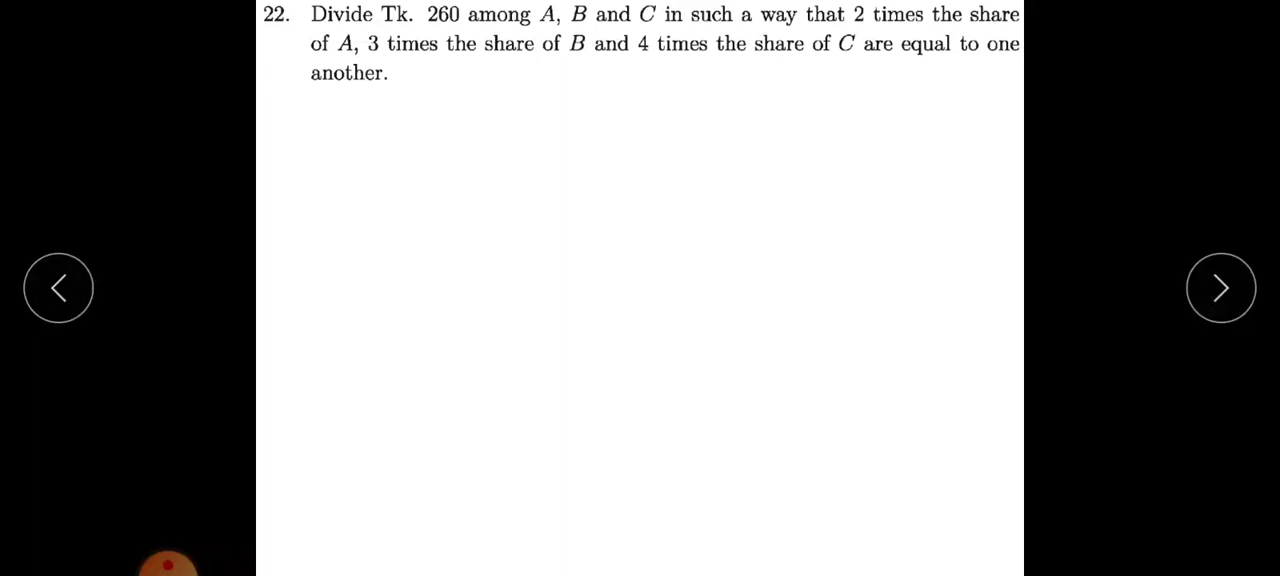 22. Divide Tk. 260 among A, B and C in such a way that 2 times the share
of A, 3 times the share of B and 4 times the share of C are equal to one
another.